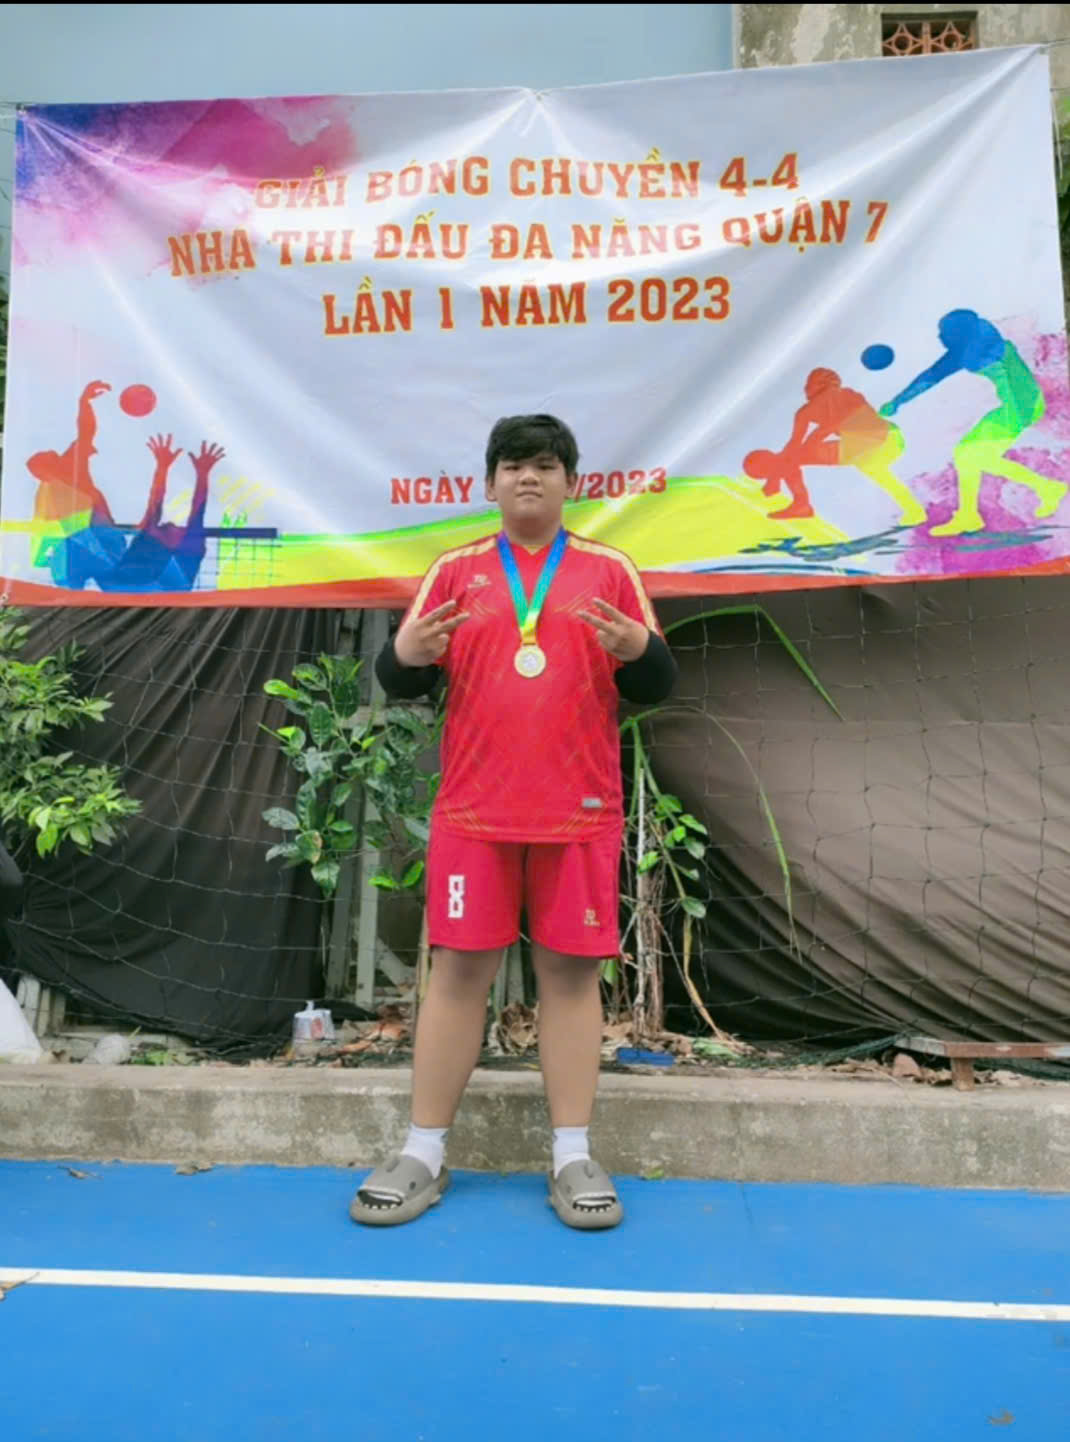 GIẢI BÓNG CHUYỀN 4-4
NHÀ THI ĐẤU ĐA NĂNG QUẬN 7
LẦN 1 NĂM 2023
NGÀY /2023
8